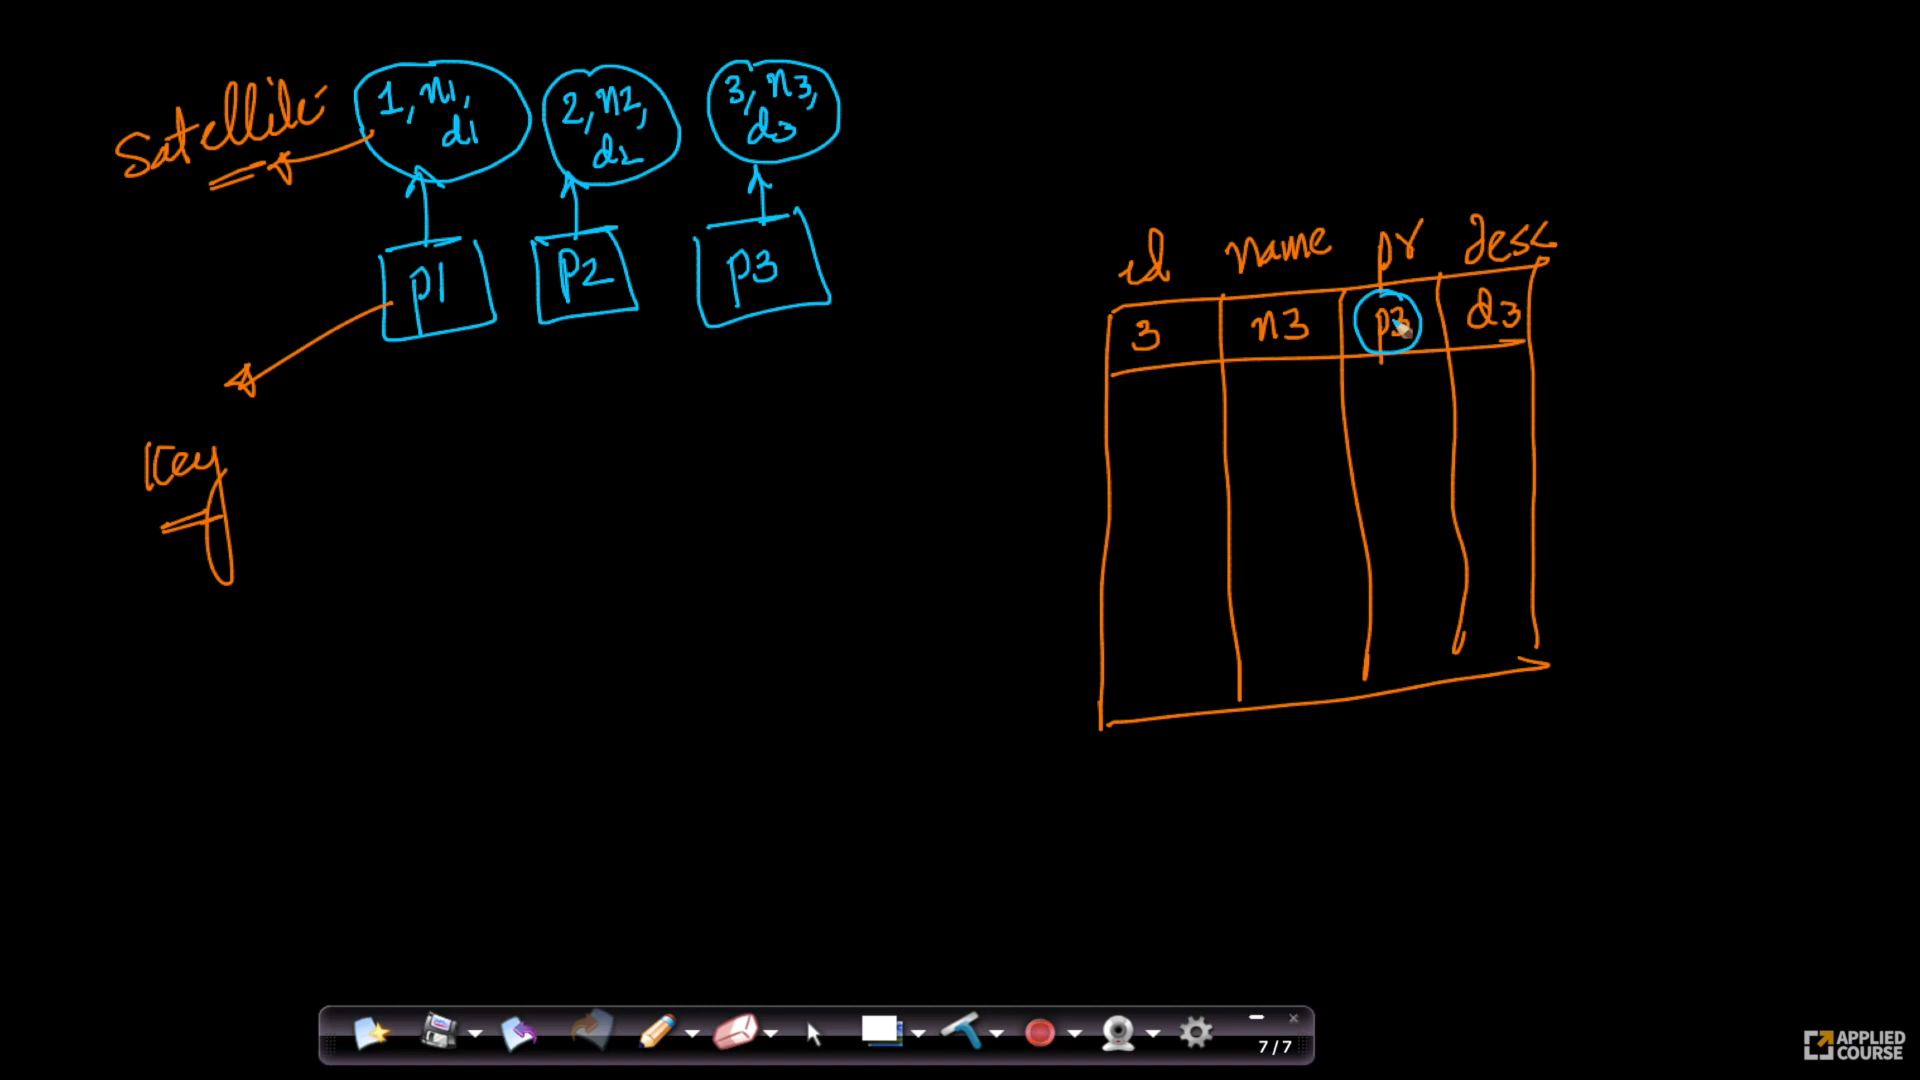 Satellite
1, n1,
d1
2, n2,
d2
3, n3,
d3
p1
p2
p3
Key
id name pr desc
3 n3 p3 d3
7/7
APPLIED
COURSE